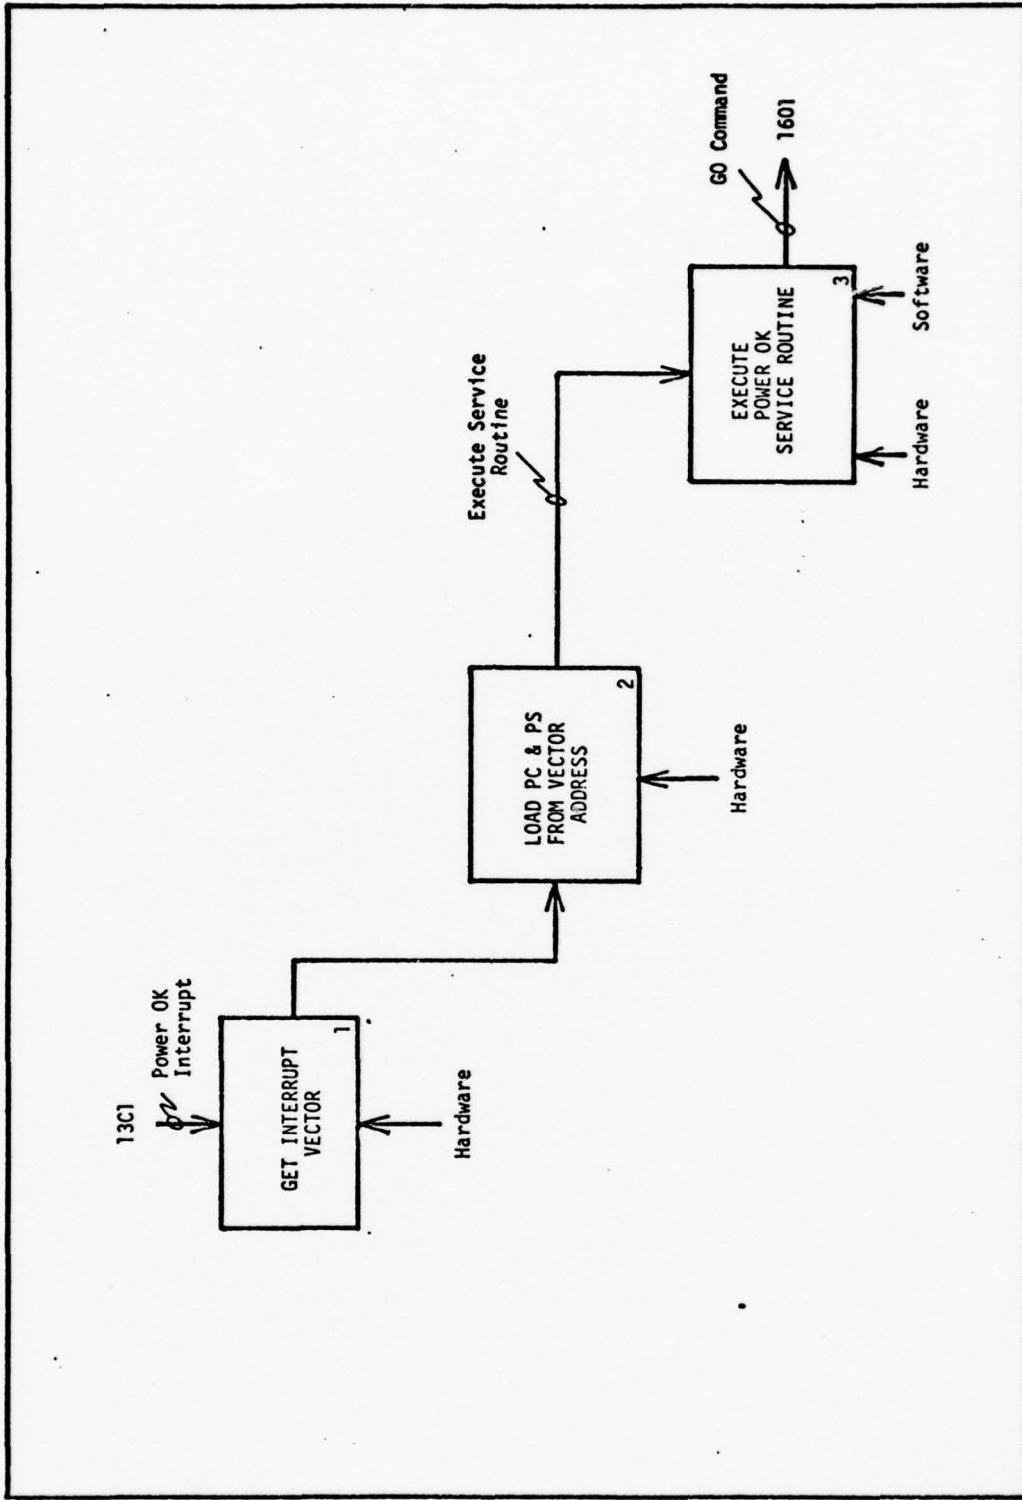 13C1
Power OK
Interrupt
GET INTERRUPT
VECTOR
1
Hardware
LOAD PC & PS
FROM VECTOR
ADDRESS
2
Hardware
Execute Service
Routine
EXECUTE
POWER OK
SERVICE ROUTINE
3
Hardware
Software
GO Command
1601